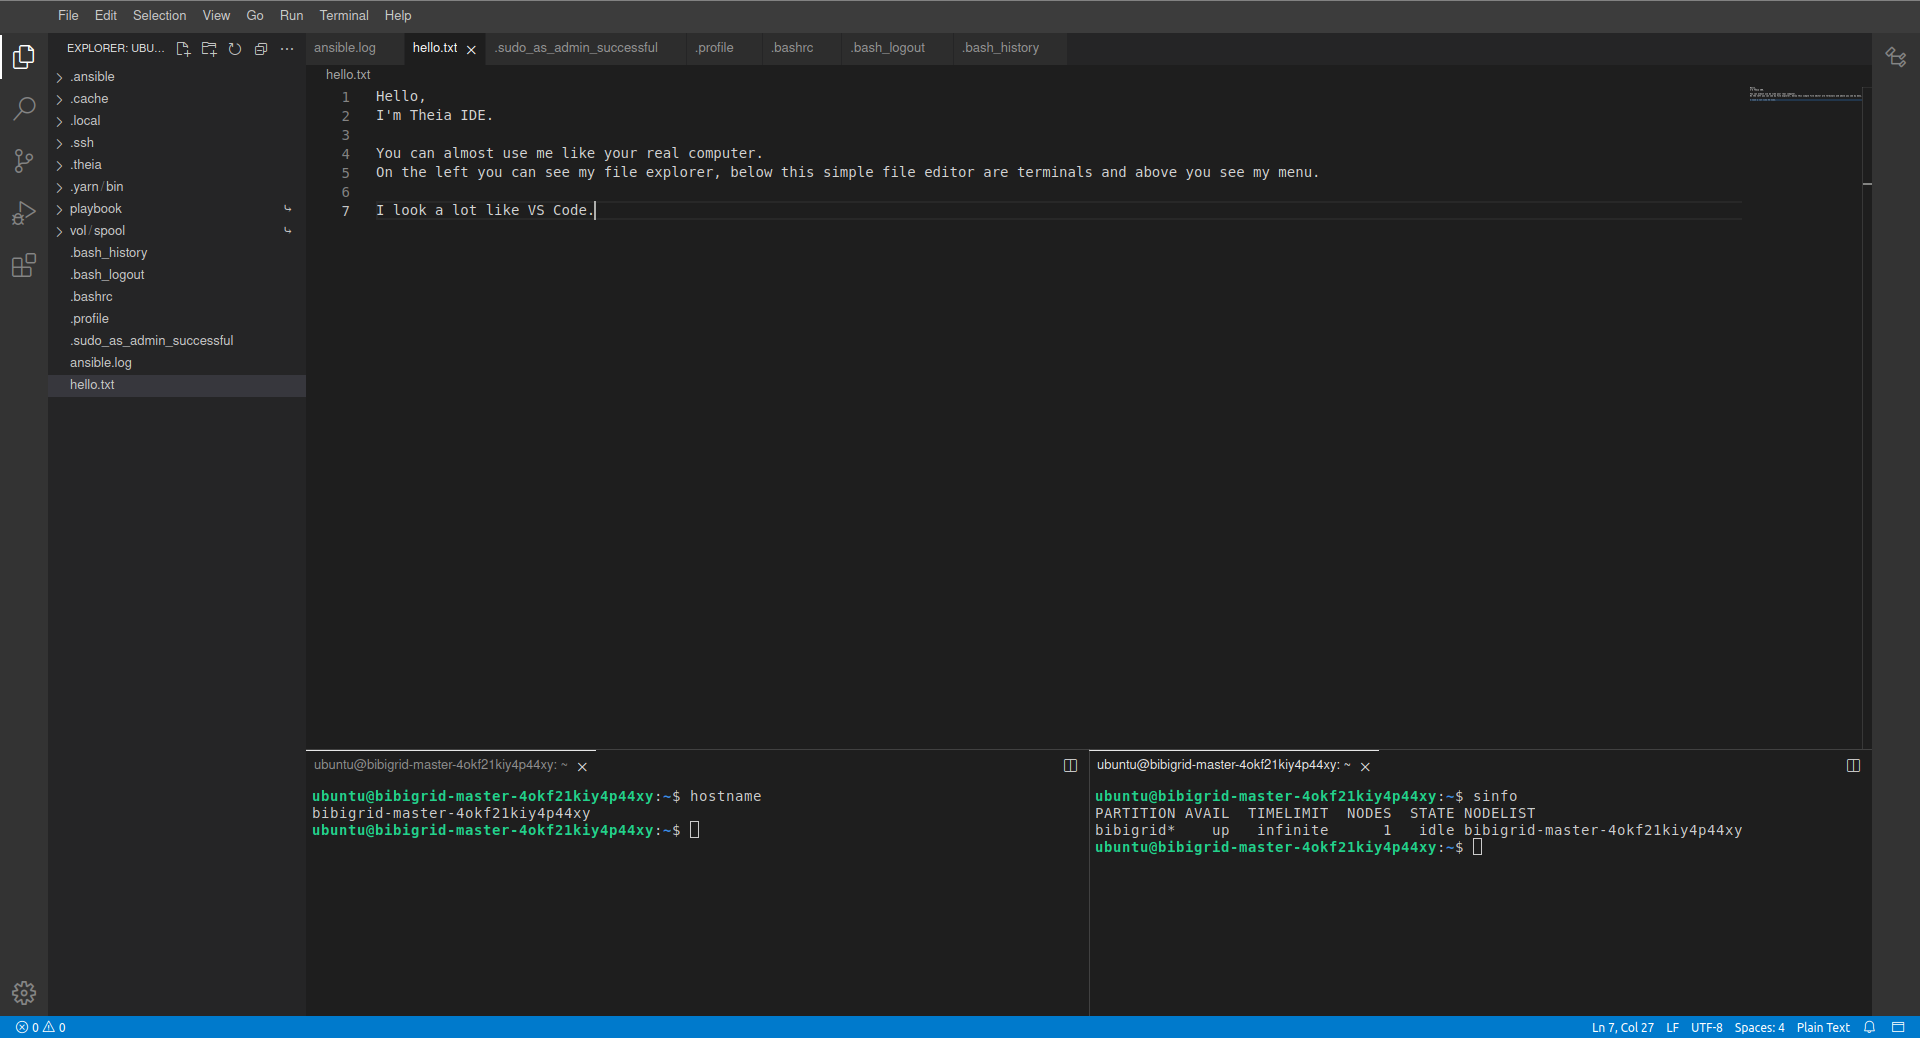 File Edit Selection View Go Run Terminal Help
EXPLORER: UBU...
.ansible
.cache
.local
.ssh
.theia
.yarn/bin
playbook
vol/spool
.bash_history
.bash_logout
.bashrc
.profile
.sudo_as_admin_successful
ansible.log
hello.txt
ansible.log hello.txt .sudo_as_admin_successful .profile .bashrc .bash_logout .bash_history
hello.txt
1 Hello,
2 I'm Theia IDE.
3
4 You can almost use me like your real computer.
5 On the left you can see my file explorer, below this simple file editor are terminals and above you see my menu.
6
7 I look a lot like VS Code.
ubuntu@bibigrid-master-4okf21kiy4p44xy: ~
ubuntu@bibigrid-master-4okf21kiy4p44xy:~$ hostname
bibigrid-master-4okf21kiy4p44xy
ubuntu@bibigrid-master-4okf21kiy4p44xy:~$
ubuntu@bibigrid-master-4okf21kiy4p44xy: ~
ubuntu@bibigrid-master-4okf21kiy4p44xy:~$ sinfo
PARTITION AVAIL  TIMELIMIT  NODES  STATE NODELIST
bibigrid*    up   infinite      1   idle bibigrid-master-4okf21kiy4p44xy
ubuntu@bibigrid-master-4okf21kiy4p44xy:~$
0 0
Ln 7, Col 27 LF UTF-8 Spaces: 4 Plain Text